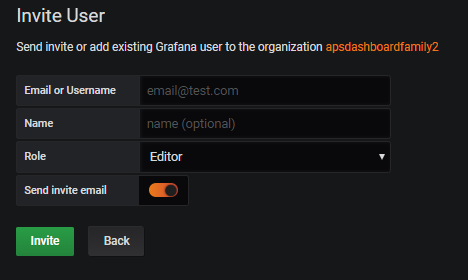 Invite User
Send invite or add existing Grafana user to the organization apsdashboardfamily2
Email or Username email@test.com
Name name (optional)
Role Editor
Send invite email
Invite Back